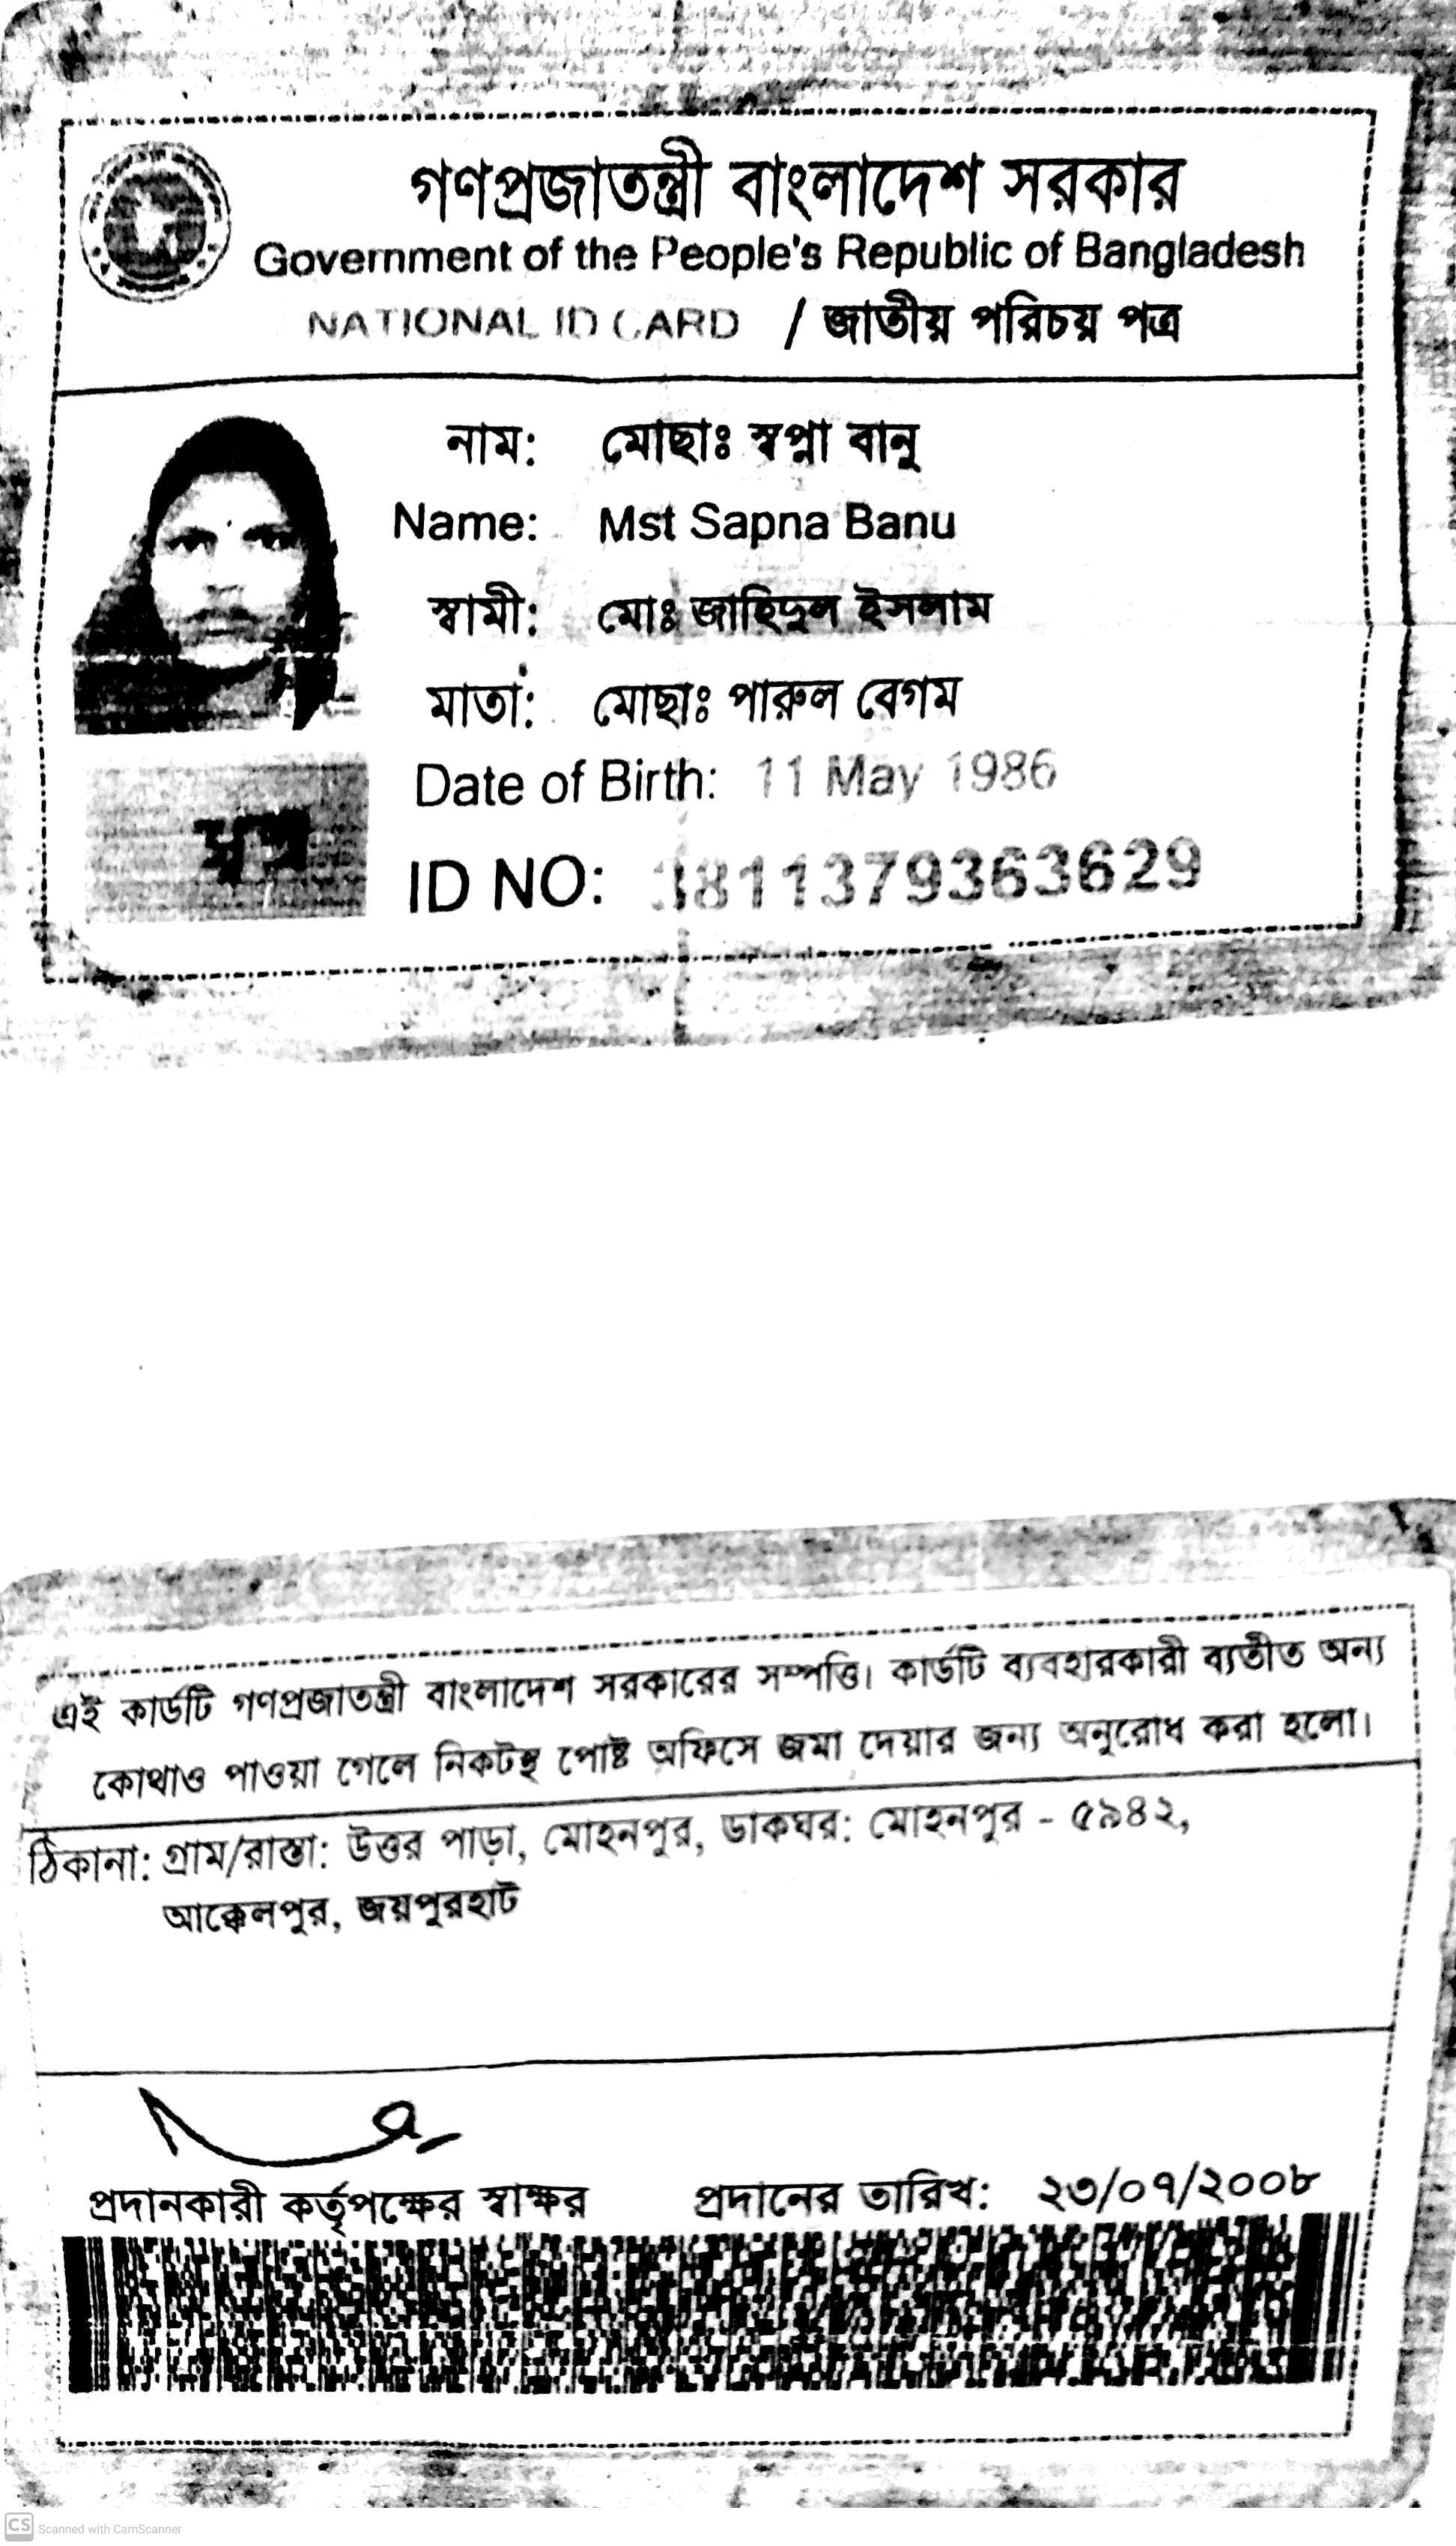 গণপ্রজাতন্ত্রী বাংলাদেশ সরকার
Government of the People's Republic of Bangladesh
NATIONAL ID CARD / জাতীয় পরিচয় পত্র
নাম: মোছাঃ স্বপ্না বানু
Name: Mst Sapna Banu
স্বামী: মোঃ জাহিদুল ইসলাম
মাতা: মোছাঃ পারুল বেগম
Date of Birth: 11 May 1986
ID NO: 3811379363629
এই কার্ডটি গণপ্রজাতন্ত্রী বাংলাদেশ সরকারের সম্পত্তি। কার্ডটি ব্যবহারকারী ব্যতীত অন্য
কোথাও পাওয়া গেলে নিকটস্থ পোষ্ট অফিসে জমা দেয়ার জন্য অনুরোধ করা হলো।
ঠিকানা: গ্রাম/রাস্তা: উত্তর পাড়া, মোহনপুর, ডাকঘর: মোহনপুর - ৫৯৪২,
আক্কেলপুর, জয়পুরহাট
প্রদানকারী কর্তৃপক্ষের স্বাক্ষর প্রদানের তারিখ: ২৩/০৭/২০০৮
CS Scanned with CamScanner